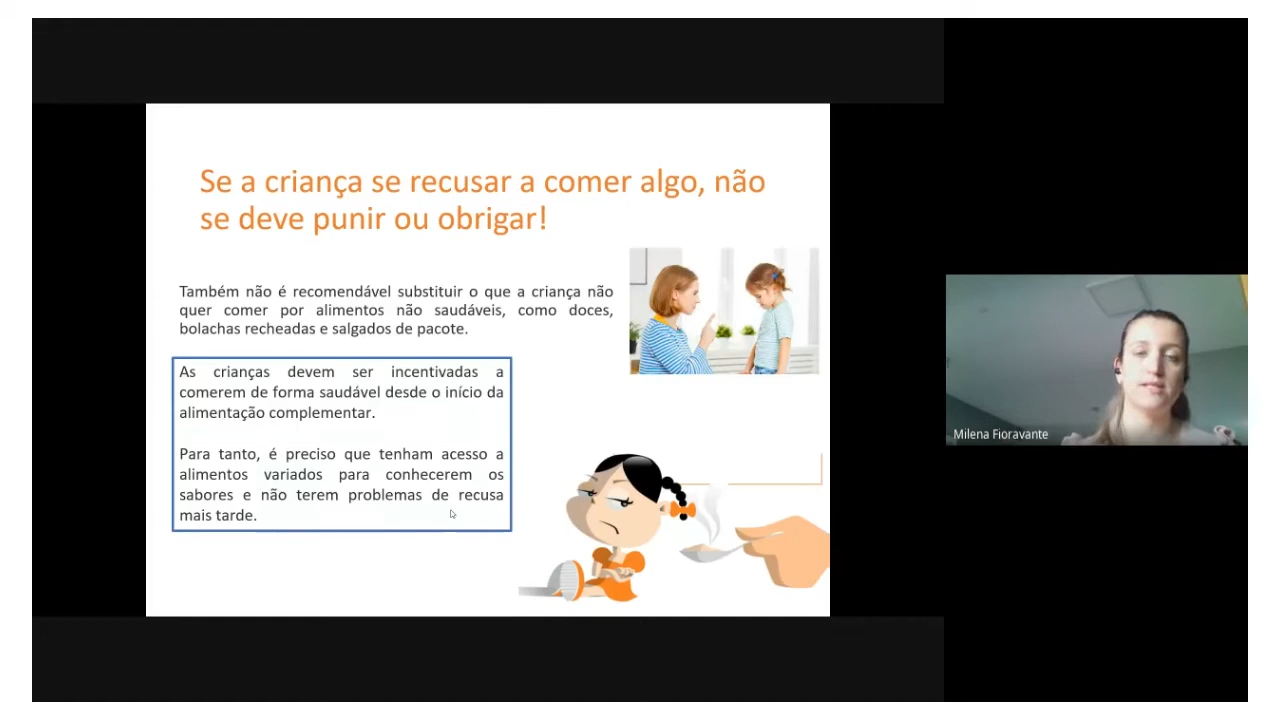 Se a criança se recusar a comer algo, não
se deve punir ou obrigar!
Também não é recomendável substituir o que a criança não
quer comer por alimentos não saudáveis, como doces,
bolachas recheadas e salgados de pacote.
As crianças devem ser incentivadas a
comerem de forma saudável desde o início da
alimentação complementar.
Para tanto, é preciso que tenham acesso a
alimentos variados para conhecerem os
sabores e não terem problemas de recusa
mais tarde.
Milena Fioravante